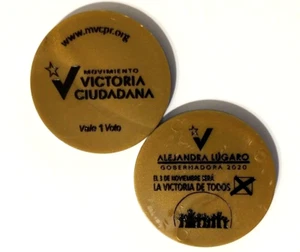 www.mvcpr.org
MOVIMIENTO
VICTORIA
CIUDADANA
Vale 1 Voto
ALEJANDRA LÚGARO
GOBERNADORA 2020
EL 3 DE NOVIEMBRE SERÁ
LA VICTORIA DE TODOS